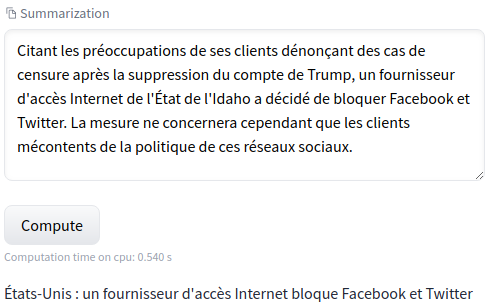 Summarization
Citant les préoccupations de ses clients dénonçant des cas de
censure après la suppression du compte de Trump, un fournisseur
d'accès Internet de l'État de l'Idaho a décidé de bloquer Facebook et
Twitter. La mesure ne concernera cependant que les clients
mécontents de la politique de ces réseaux sociaux.
Compute
Computation time on cpu: 0.540 s
États-Unis : un fournisseur d'accès Internet bloque Facebook et Twitter